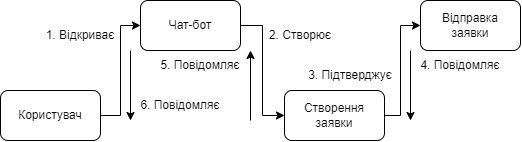 Чат-бот
Відправка
заявки
1. Відкриває
2. Створює
5. Повідомляє
3. Підтверджує
4. Повідомляє
6. Повідомляє
Користувач
Створення
заявки